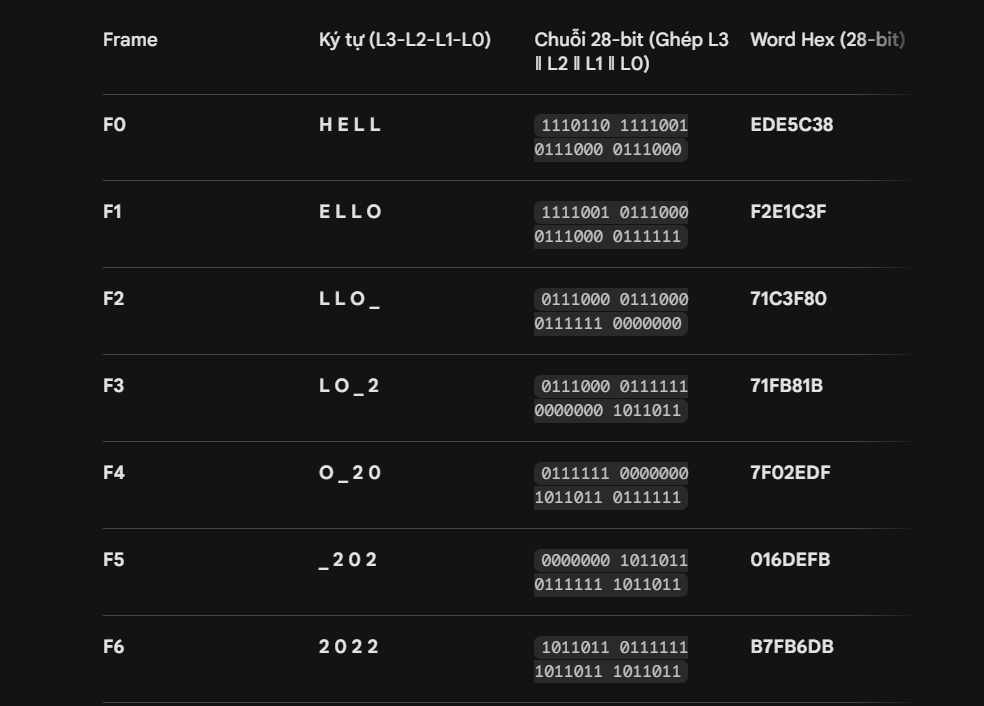 Frame Ký tự (L3-L2-L1-L0) Chuỗi 28-bit (Ghép L3 Word Hex (28-bit)
‖ L2 ‖ L1 ‖ L0)
F0 H E L L 1110110 1111001 EDE5C38
0111000 0111000
F1 E L L O 1111001 0111000 F2E1C3F
0111000 0111111
F2 L L O _ 0111000 0111000 71C3F80
0111111 0000000
F3 L O _ 2 0111000 0111111 71FB81B
0000000 1011011
F4 O _ 2 0 0111111 0000000 7F02EDF
1011011 0111111
F5 _ 2 0 2 0000000 1011011 016DEFB
0111111 1011011
F6 2 0 2 2 1011011 0111111 B7FB6DB
1011011 1011011